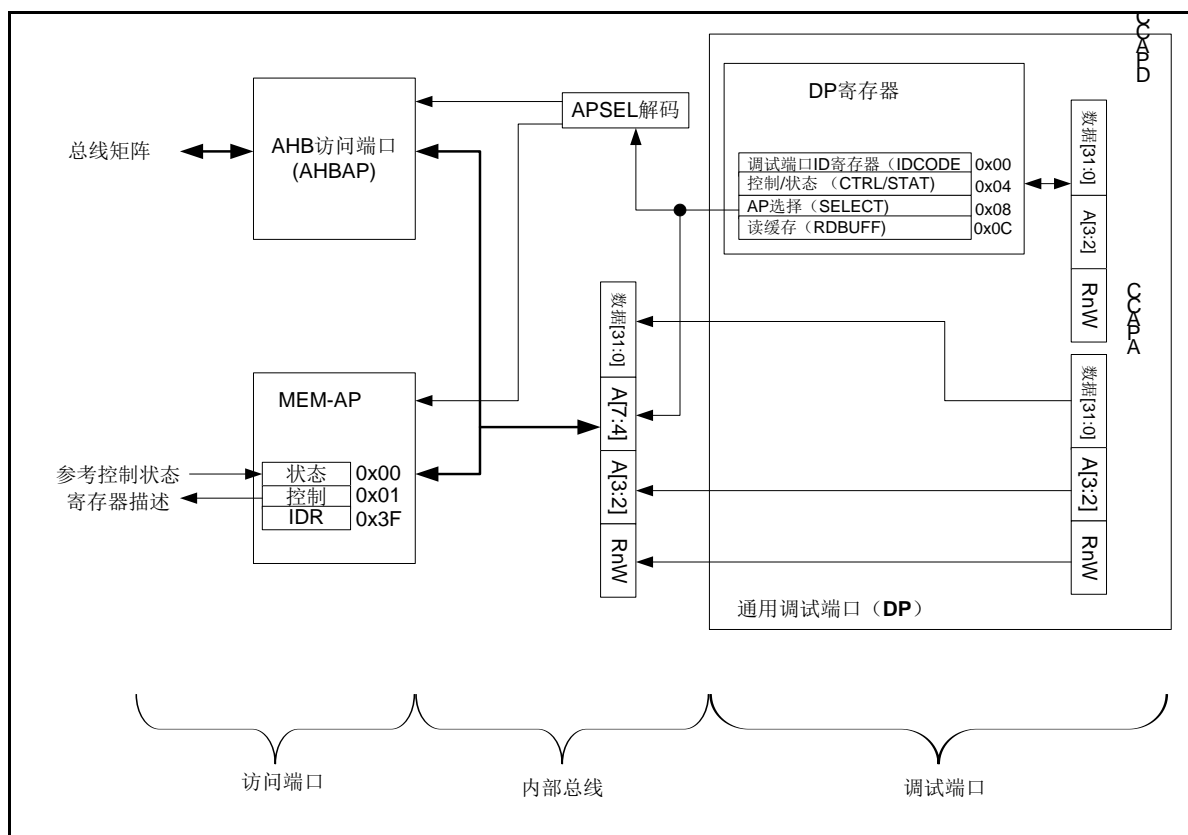 DPACC
DP寄存器
APSEL解码
AHB访问端口
(AHBAP)
总线矩阵
调试端口ID寄存器（IDCODE 0x00
控制/状态 （CTRL/STAT) 0x04
AP选择（SELECT) 0x08
读缓存（RDBUFF) 0x0C
数据[31:0]
A[3:2]
RnW
APACC
数据[31:0]
A[7:4]
A[3:2]
RnW
数据[31:0]
A[3:2]
RnW
MEM-AP
参考控制状态
寄存器描述
状态 0x00
控制 0x01
IDR 0x3F
通用调试端口（DP）
访问端口
内部总线
调试端口